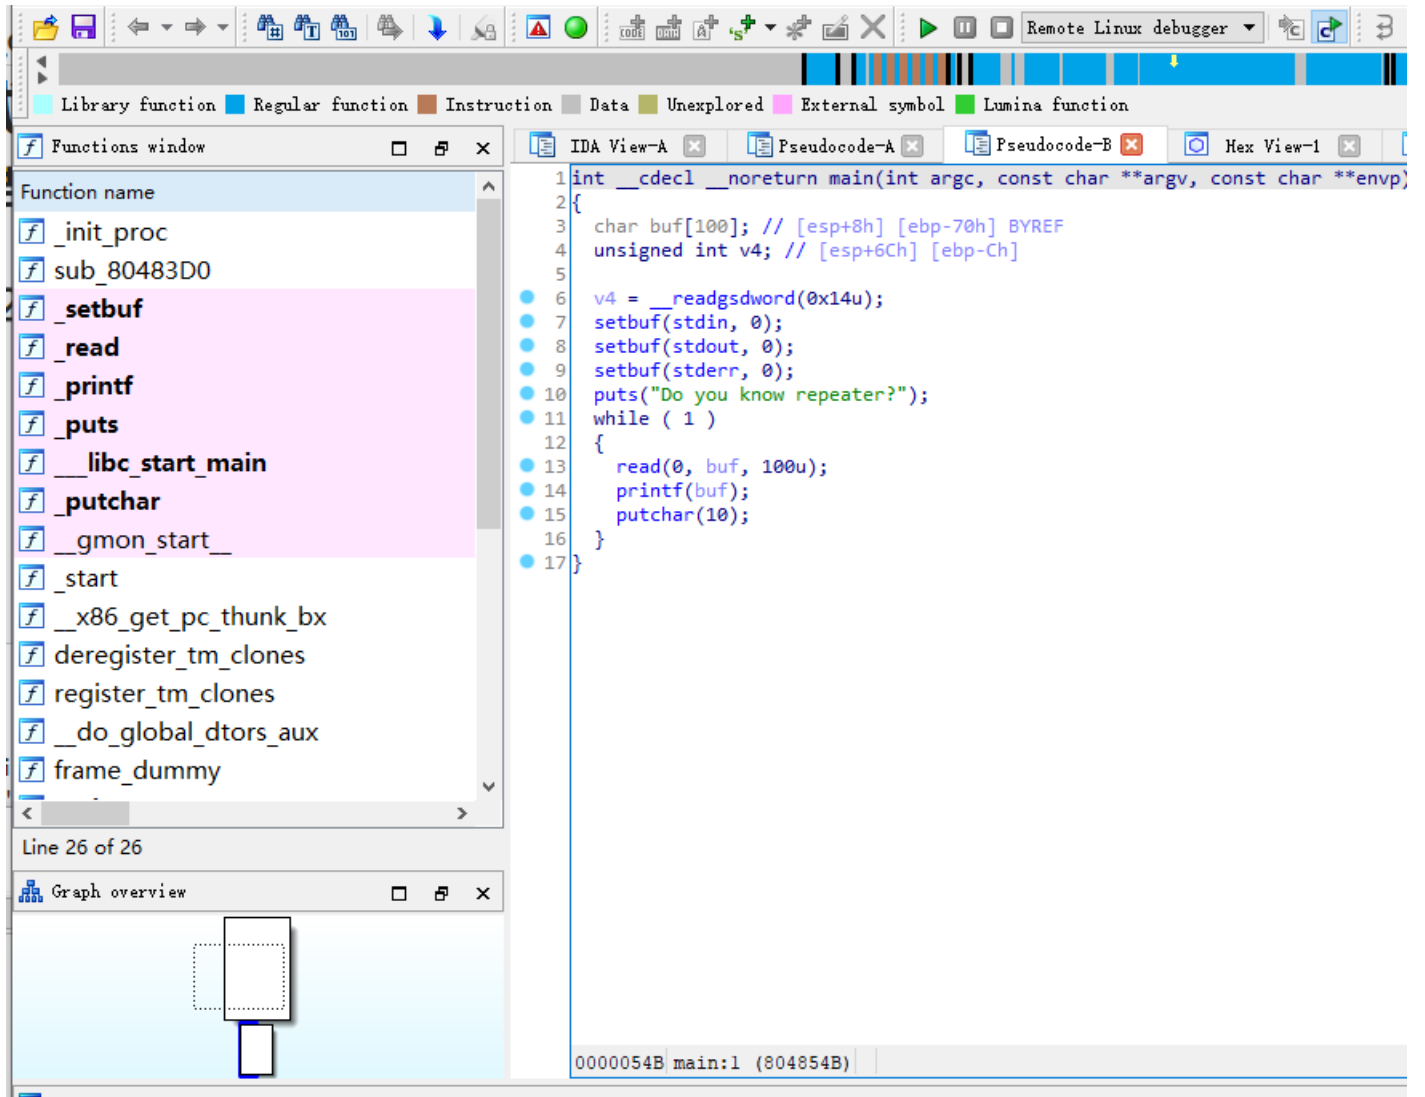 Remote Linux debugger
Library function Regular function Instruction Data Unexplored External symbol Lumina function
Functions window
IDA View-A Pseudocode-A Pseudocode-B Hex View-1
Function name
_init_proc
sub_80483D0
_setbuf
_read
_printf
_puts
___libc_start_main
_putchar
__gmon_start__
_start
__x86_get_pc_thunk_bx
deregister_tm_clones
register_tm_clones
__do_global_dtors_aux
frame_dummy
Line 26 of 26
Graph overview
1 int __cdecl __noreturn main(int argc, const char **argv, const char **envp)
2 {
3 char buf[100]; // [esp+8h] [ebp-70h] BYREF
4 unsigned int v4; // [esp+6Ch] [ebp-Ch]
5
6 v4 = __readgsdword(0x14u);
7 setbuf(stdin, 0);
8 setbuf(stdout, 0);
9 setbuf(stderr, 0);
10 puts("Do you know repeater?");
11 while ( 1 )
12 {
13 read(0, buf, 100u);
14 printf(buf);
15 putchar(10);
16 }
17 }
0000054B main:1 (804854B)